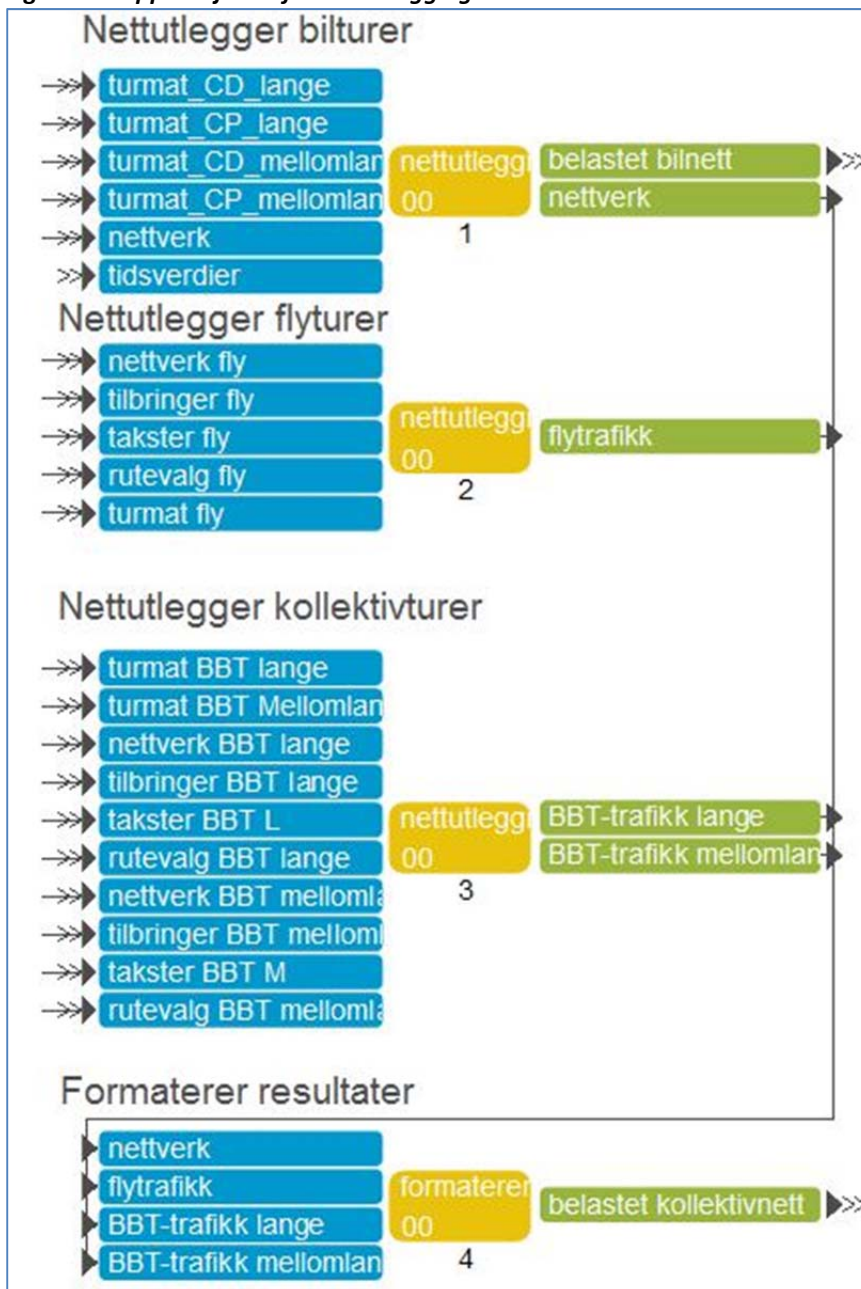 Nettutlegger bilturer
turmat_CD_lange
turmat_CP_lange
turmat_CD_mellomlan
turmat_CP_mellomlan
nettverk
tidsverdier
nettutleggi
00
1
belastet bilnett
nettverk
Nettutlegger flyturer
nettverk fly
tilbringer fly
takster fly
rutevalg fly
turmat fly
nettutleggi
00
2
flytrafikk
Nettutlegger kollektivturer
turmat BBT lange
turmat BBT Mellomlan
nettverk BBT lange
tilbringer BBT lange
takster BBT L
rutevalg BBT lange
nettverk BBT mellomla
tilbringer BBT melloml
takster BBT M
rutevalg BBT mellomla
nettutleggi
00
3
BBT-trafikk lange
BBT-trafikk mellomlan
Formaterer resultater
nettverk
flytrafikk
BBT-trafikk lange
BBT-trafikk mellomlan
formaterer
00
4
belastet kollektivnett